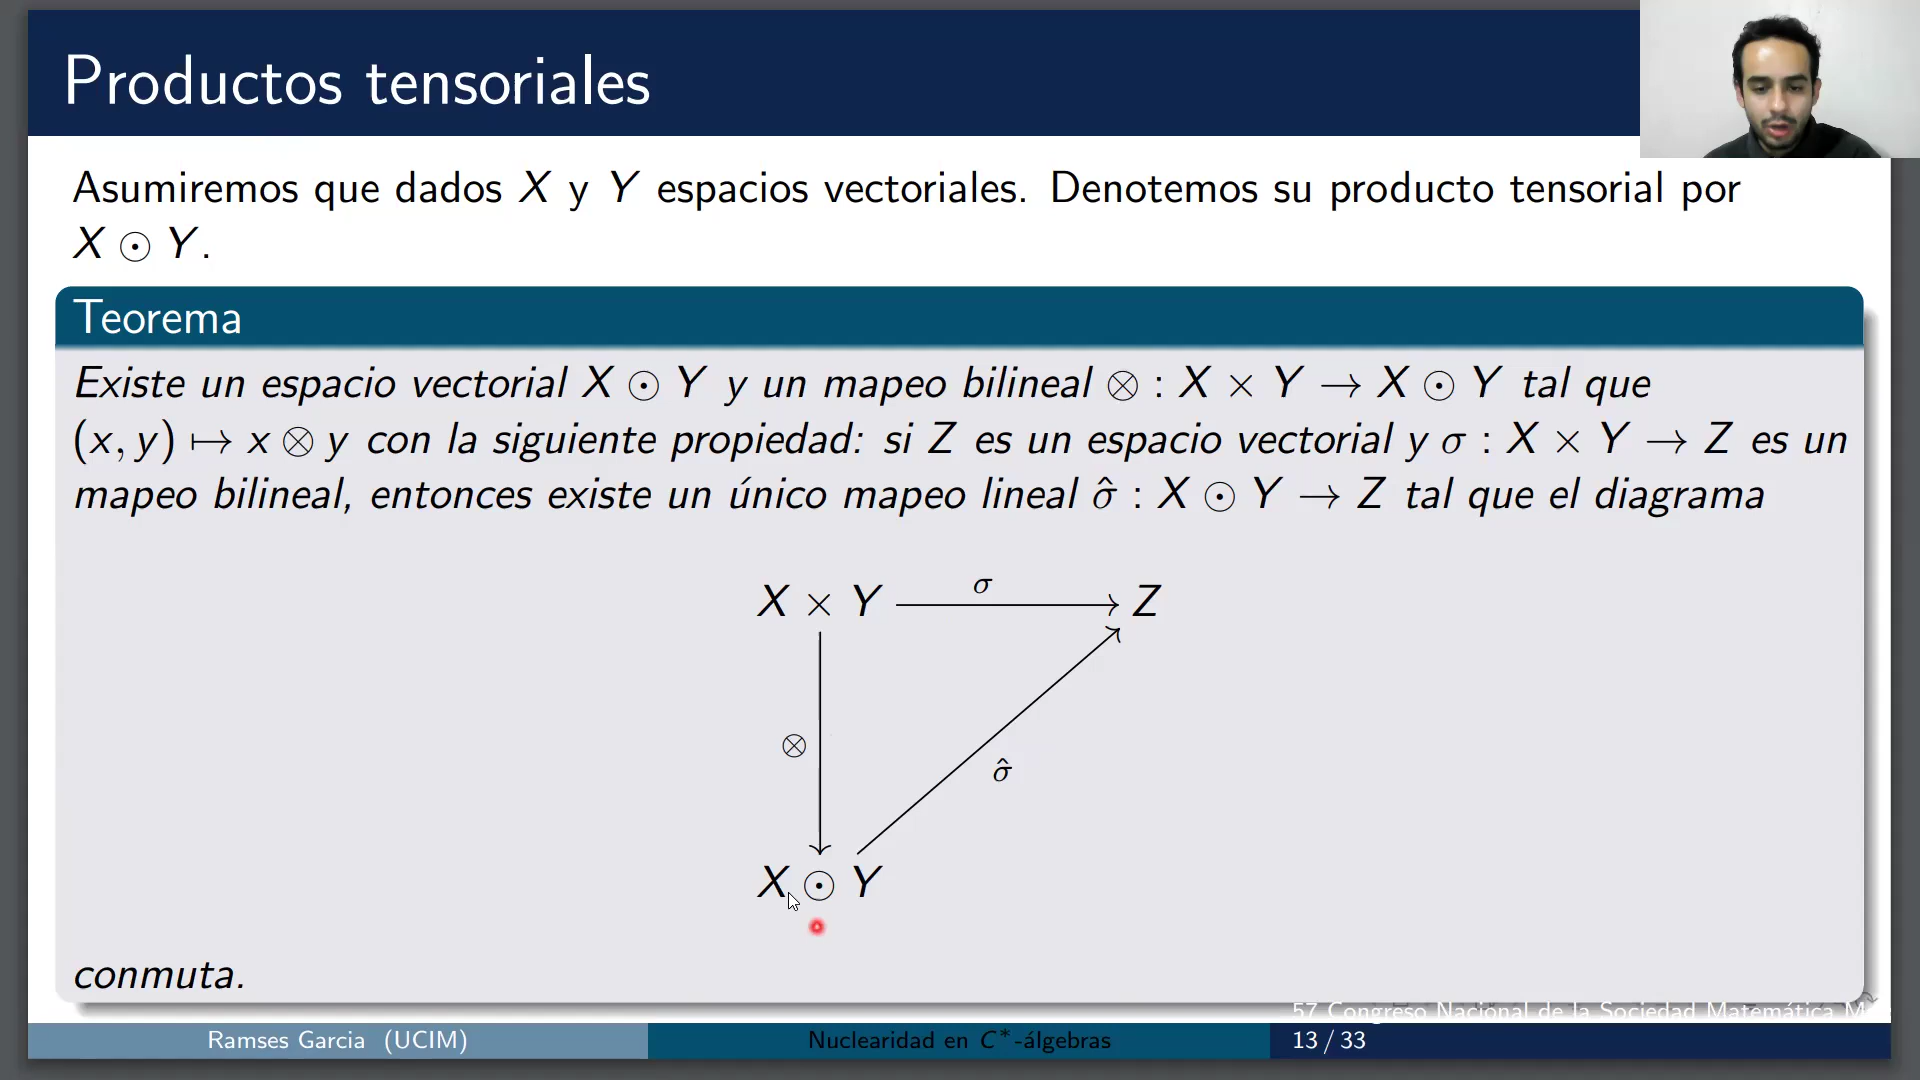 Productos tensoriales
Asumiremos que dados X y Y espacios vectoriales. Denotemos su producto tensorial por
X ⊙ Y.
Teorema
Existe un espacio vectorial X ⊙ Y y un mapeo bilineal ⊗ : X × Y → X ⊙ Y tal que
(x, y) ↦ x ⊗ y con la siguiente propiedad: si Z es un espacio vectorial y σ : X × Y → Z es un
mapeo bilineal, entonces existe un único mapeo lineal σ̂ : X ⊙ Y → Z tal que el diagrama
σ
X × Y → Z
⊗
σ̂
X ⊙ Y
conmuta.
57 Congreso Nacional de la Sociedad Matemática M
Ramses Garcia (UCIM)
Nuclearidad en C*-álgebras
13 / 33